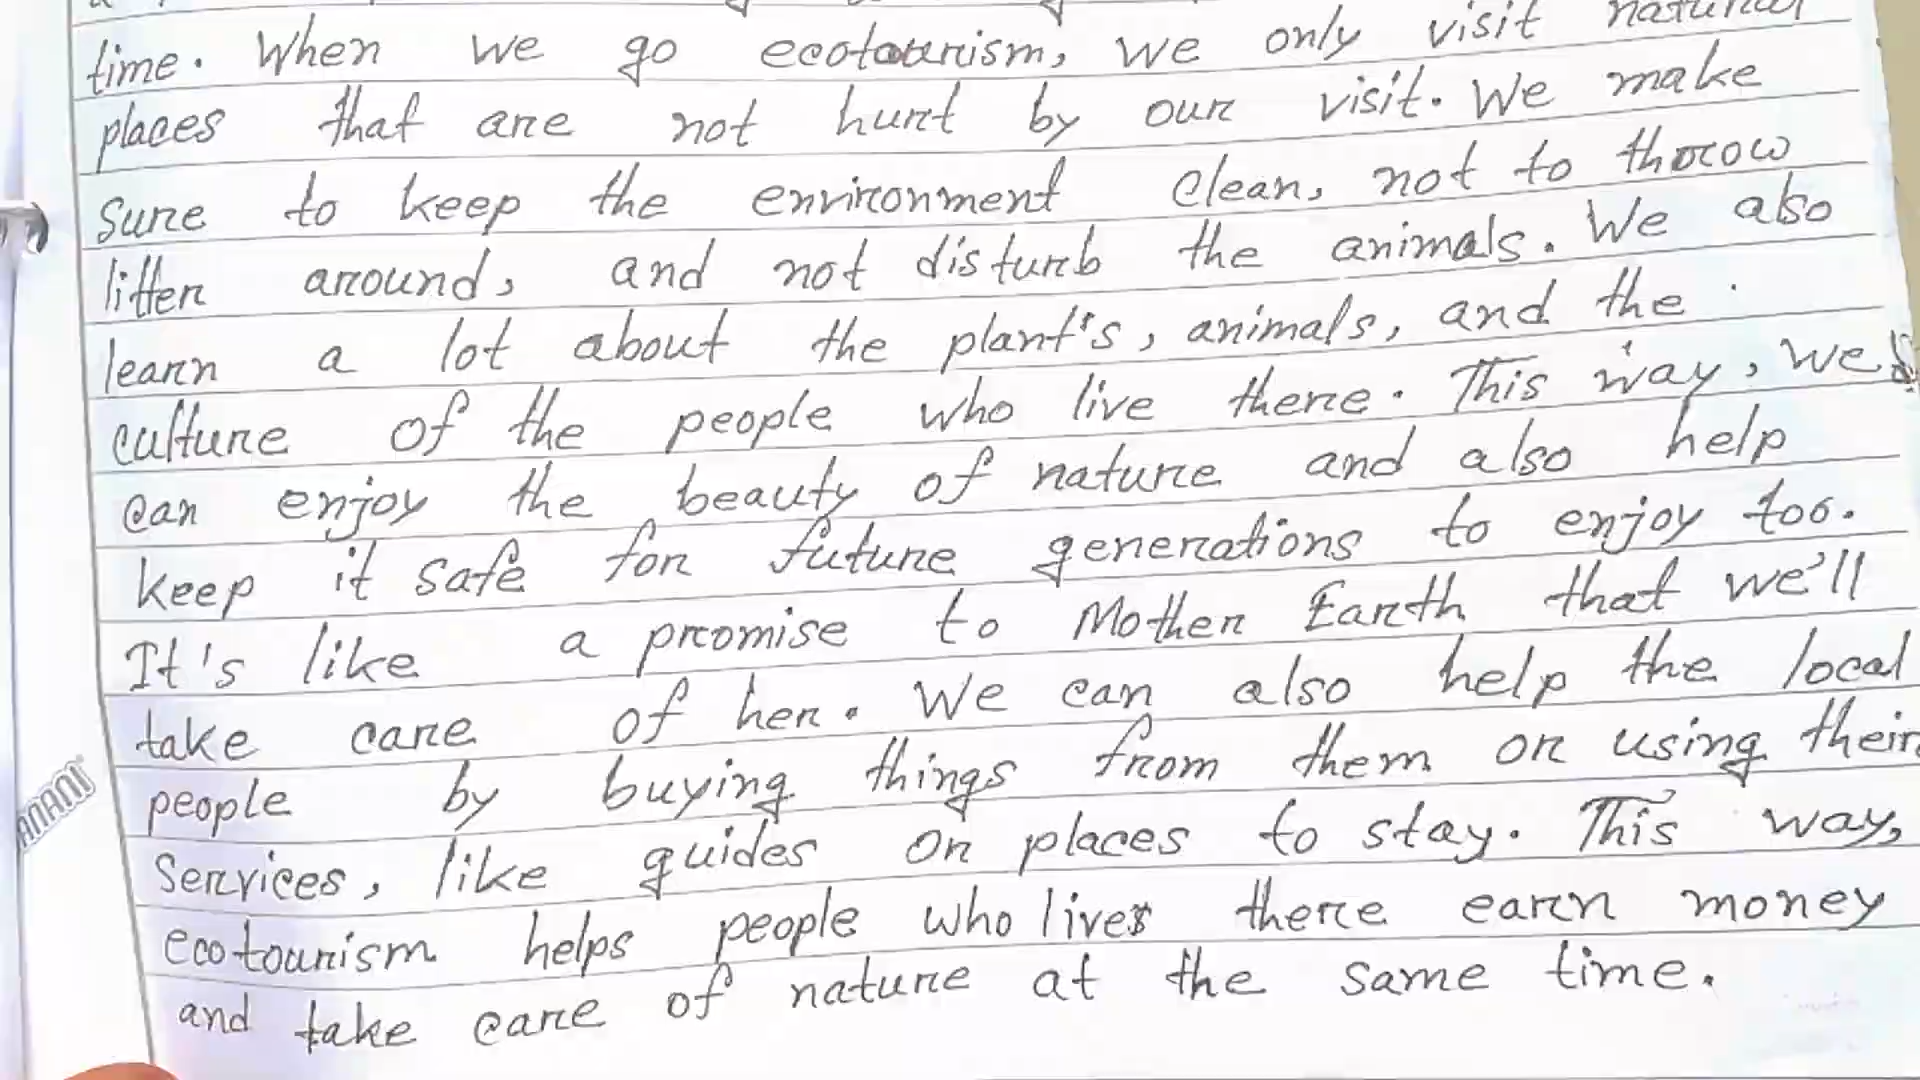 time. When we go ecotourism, we only visit natural
places that are not hurt by our visit. We make
sure to keep the environment clean, not to thorow
litter around, and not disturb the animals. We also
learn a lot about the plant's, animals, and the
culture of the people who live there. This way, we
can enjoy the beauty of nature and also help
keep it safe for future generations to enjoy too.
It's like a promise to Mother Earth that we'll
take care of her. We can also help the local
people by buying things from them or using their
services, like guides or places to stay. This way,
ecotourism helps people who lives there earn money
and take care of nature at the same time.
ANANI